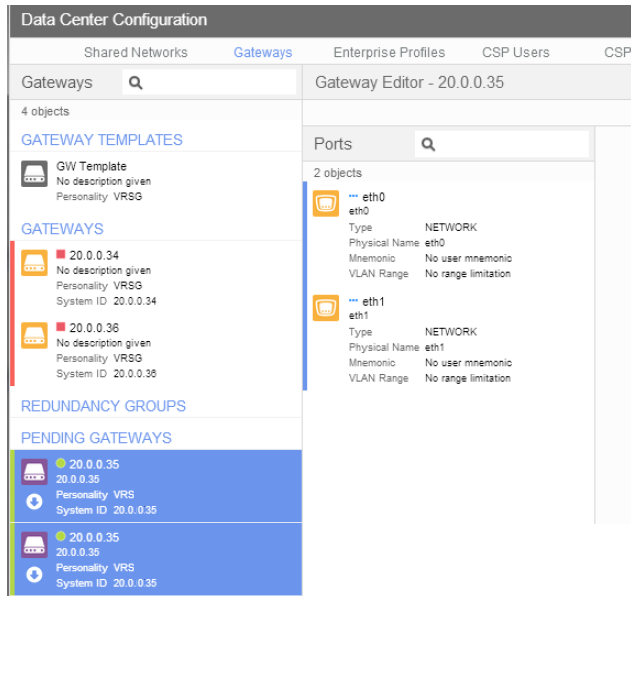 Data Center Configuration
Shared Networks Gateways Enterprise Profiles CSP Users CSP
Gateways
4 objects
GATEWAY TEMPLATES
GW Template
No description given
Personality VRSG
GATEWAYS
20.0.0.34
No description given
Personality VRSG
System ID 20.0.0.34
20.0.0.36
No description given
Personality VRSG
System ID 20.0.0.36
REDUNDANCY GROUPS
PENDING GATEWAYS
20.0.0.35
20.0.0.35
Personality VRS
System ID 20.0.0.35
20.0.0.35
20.0.0.35
Personality VRS
System ID 20.0.0.35
Gateway Editor - 20.0.0.35
Ports
2 objects
eth0
eth0
Type NETWORK
Physical Name eth0
Mnemonic No user mnemonic
VLAN Range No range limitation
eth1
eth1
Type NETWORK
Physical Name eth1
Mnemonic No user mnemonic
VLAN Range No range limitation